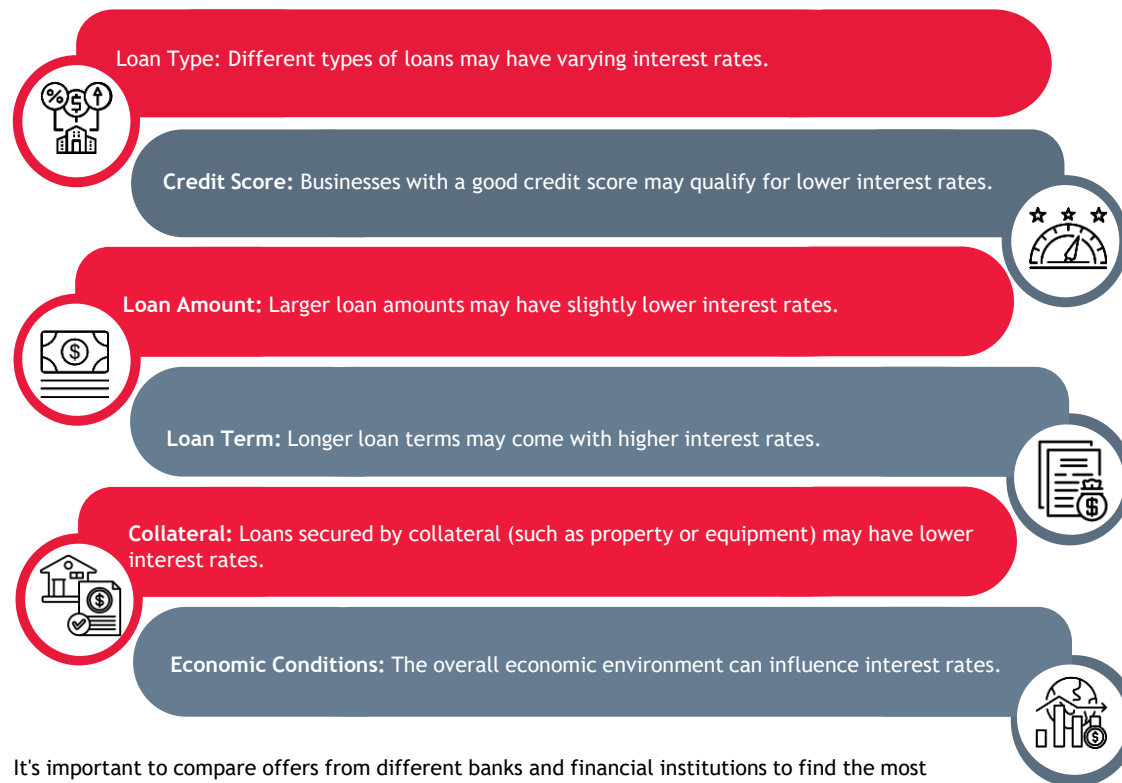 Loan Type: Different types of loans may have varying interest rates.
Credit Score: Businesses with a good credit score may qualify for lower interest rates.
Loan Amount: Larger loan amounts may have slightly lower interest rates.
Loan Term: Longer loan terms may come with higher interest rates.
Collateral: Loans secured by collateral (such as property or equipment) may have lower
interest rates.
Economic Conditions: The overall economic environment can influence interest rates.
It's important to compare offers from different banks and financial institutions to find the most